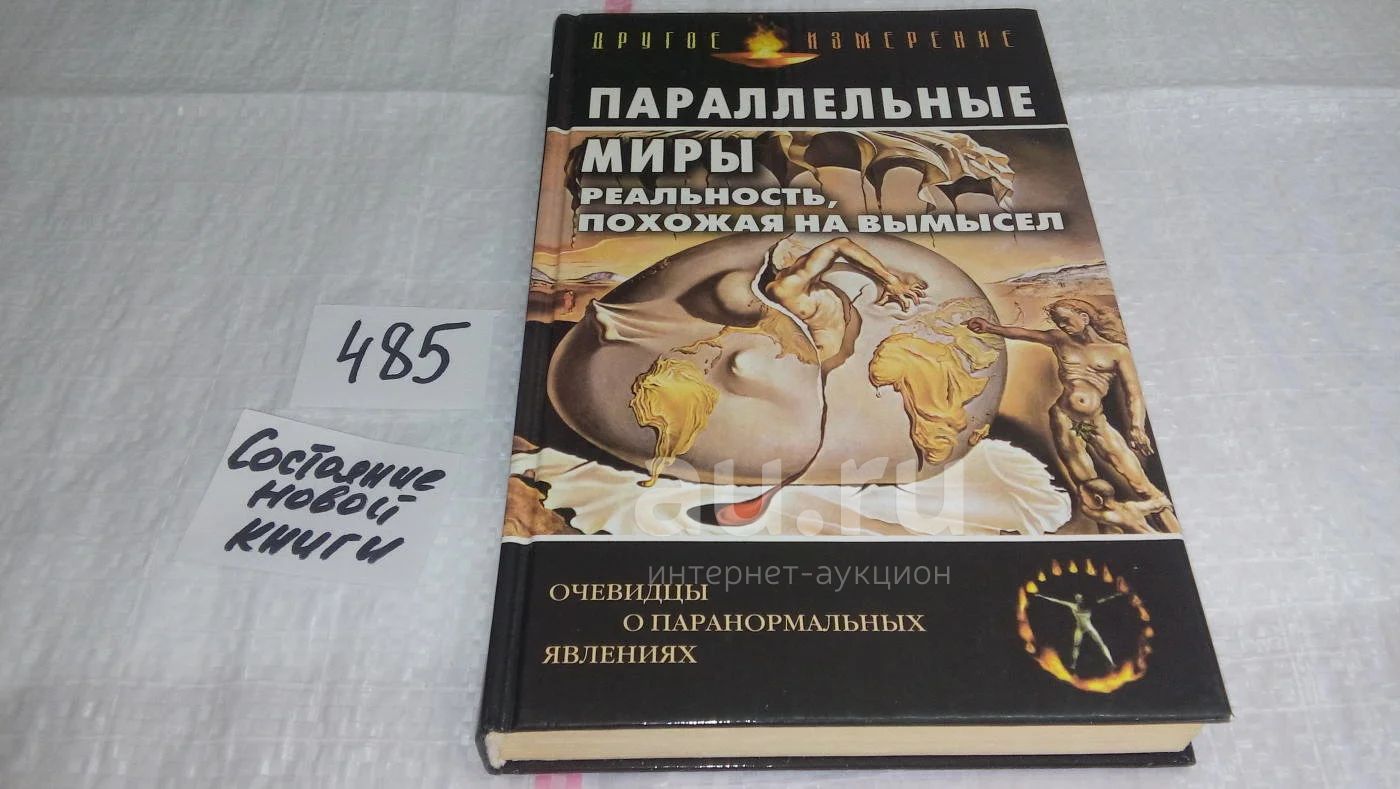 ДРУГОЕ ИЗМЕРЕНИЕ
ПАРАЛЛЕЛЬНЫЕ
МИРЫ
РЕАЛЬНОСТЬ,
ПОХОЖАЯ НА ВЫМЫСЕЛ
485
Состояние
новой
книги
au.ru
интернет-аукцион
ОЧЕВИДЦЫ
О ПАРАНОРМАЛЬНЫХ
ЯВЛЕНИЯХ